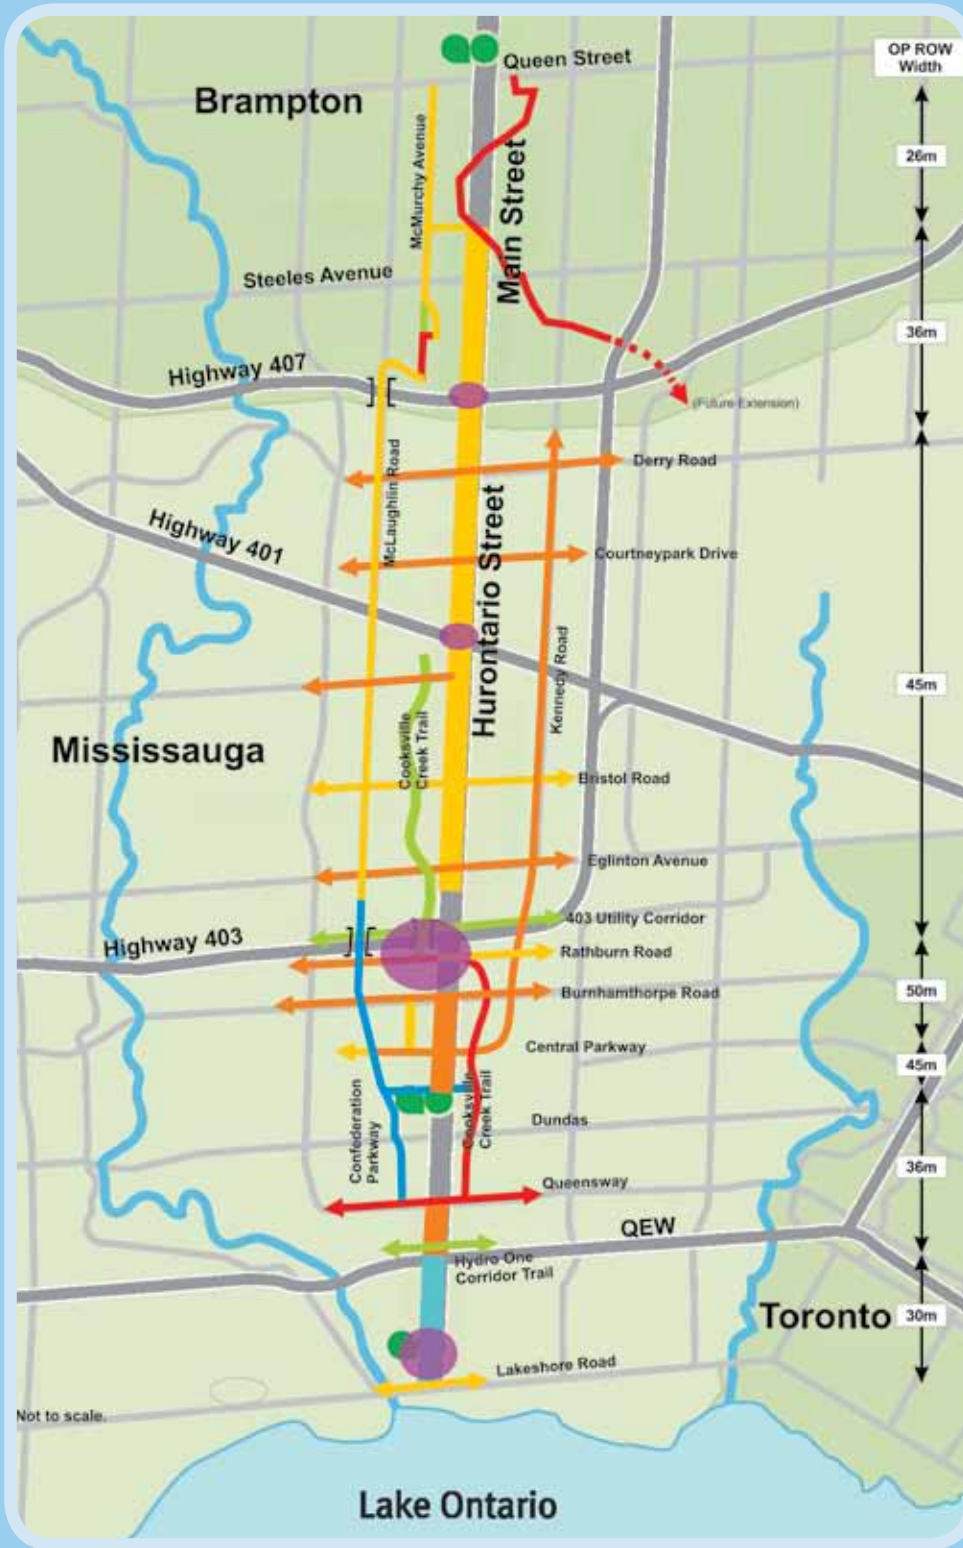 OP ROW
Width
Queen Street
Brampton
McMurchy Avenue
26m
Main Street
Steeles Avenue
36m
Highway 407
(Future Extension)
Derry Road
McLaughlin Road
Hurontario Street
Highway 401
Courtneypark Drive
Kennedy Road
45m
Cooksville
Creek Trail
Mississauga
Bristol Road
Eglinton Avenue
403 Utility Corridor
Highway 403
Rathburn Road
Burnhamthorpe Road
50m
Central Parkway
45m
Confederation
Parkway
Cooksville
Creek Trail
Dundas
36m
Queensway
QEW
Hydro One
Corridor Trail
Toronto
30m
Lakeshore Road
Not to scale.
Lake Ontario